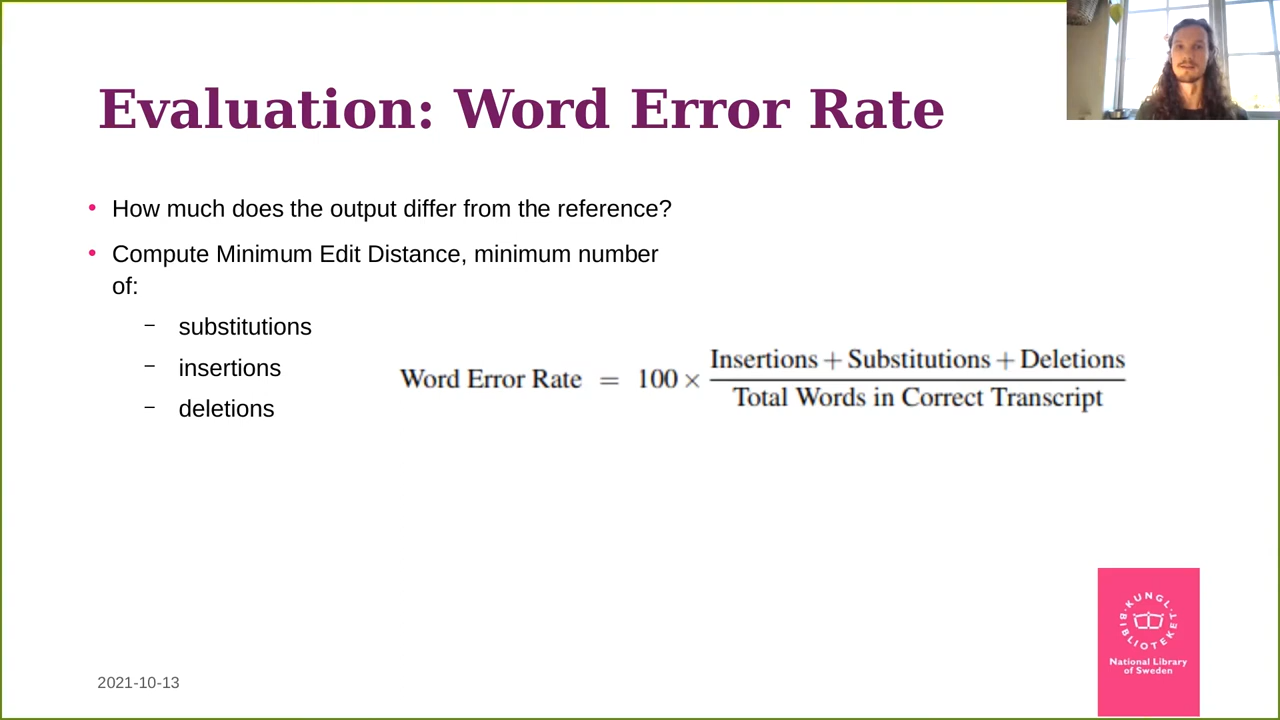 Evaluation: Word Error Rate
• How much does the output differ from the reference?
• Compute Minimum Edit Distance, minimum number
of:
– substitutions
– insertions
– deletions
Word Error Rate = 100 × Insertions + Substitutions + Deletions
Total Words in Correct Transcript
KUNGL.
BIBLIOTEKET
National Library
of Sweden
2021-10-13